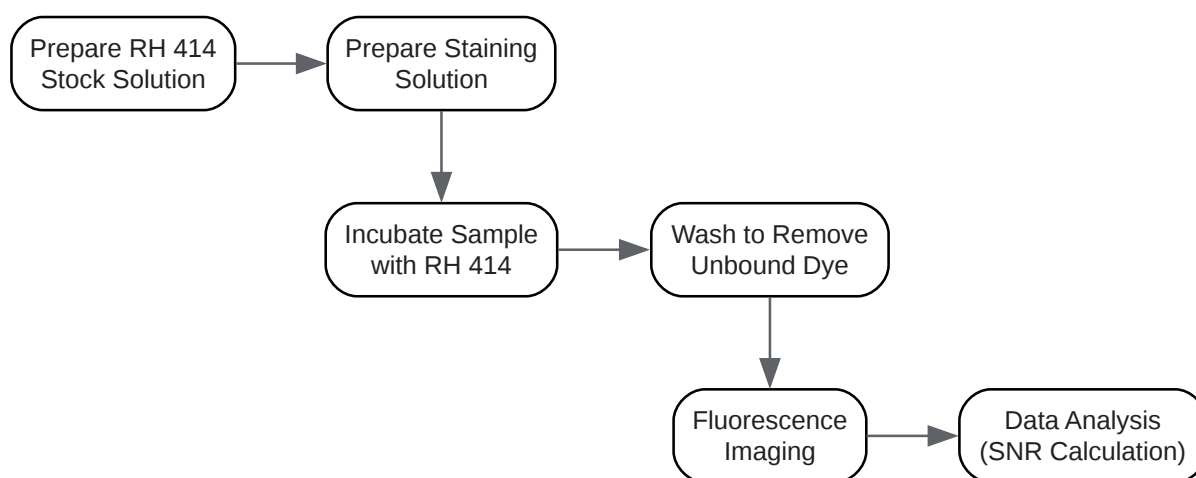 Prepare RH 414
Stock Solution
Prepare Staining
Solution
Incubate Sample
with RH 414
Wash to Remove
Unbound Dye
Fluorescence
Imaging
Data Analysis
(SNR Calculation)